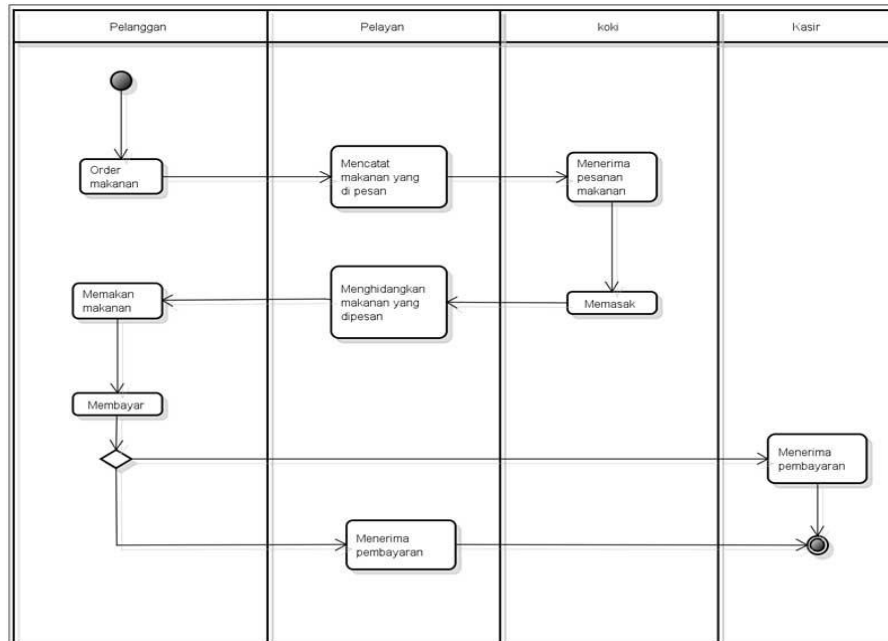 Pelanggan
Pelayan
koki
Kasir
Order
makanan
Mencatat
makanan yang
di pesan
Menerima
pesanan
makanan
Memakan
makanan
Menghidangkan
makanan yang
dipesan
Memasak
Membayar
Menerima
pembayaran
Menerima
pembayaran